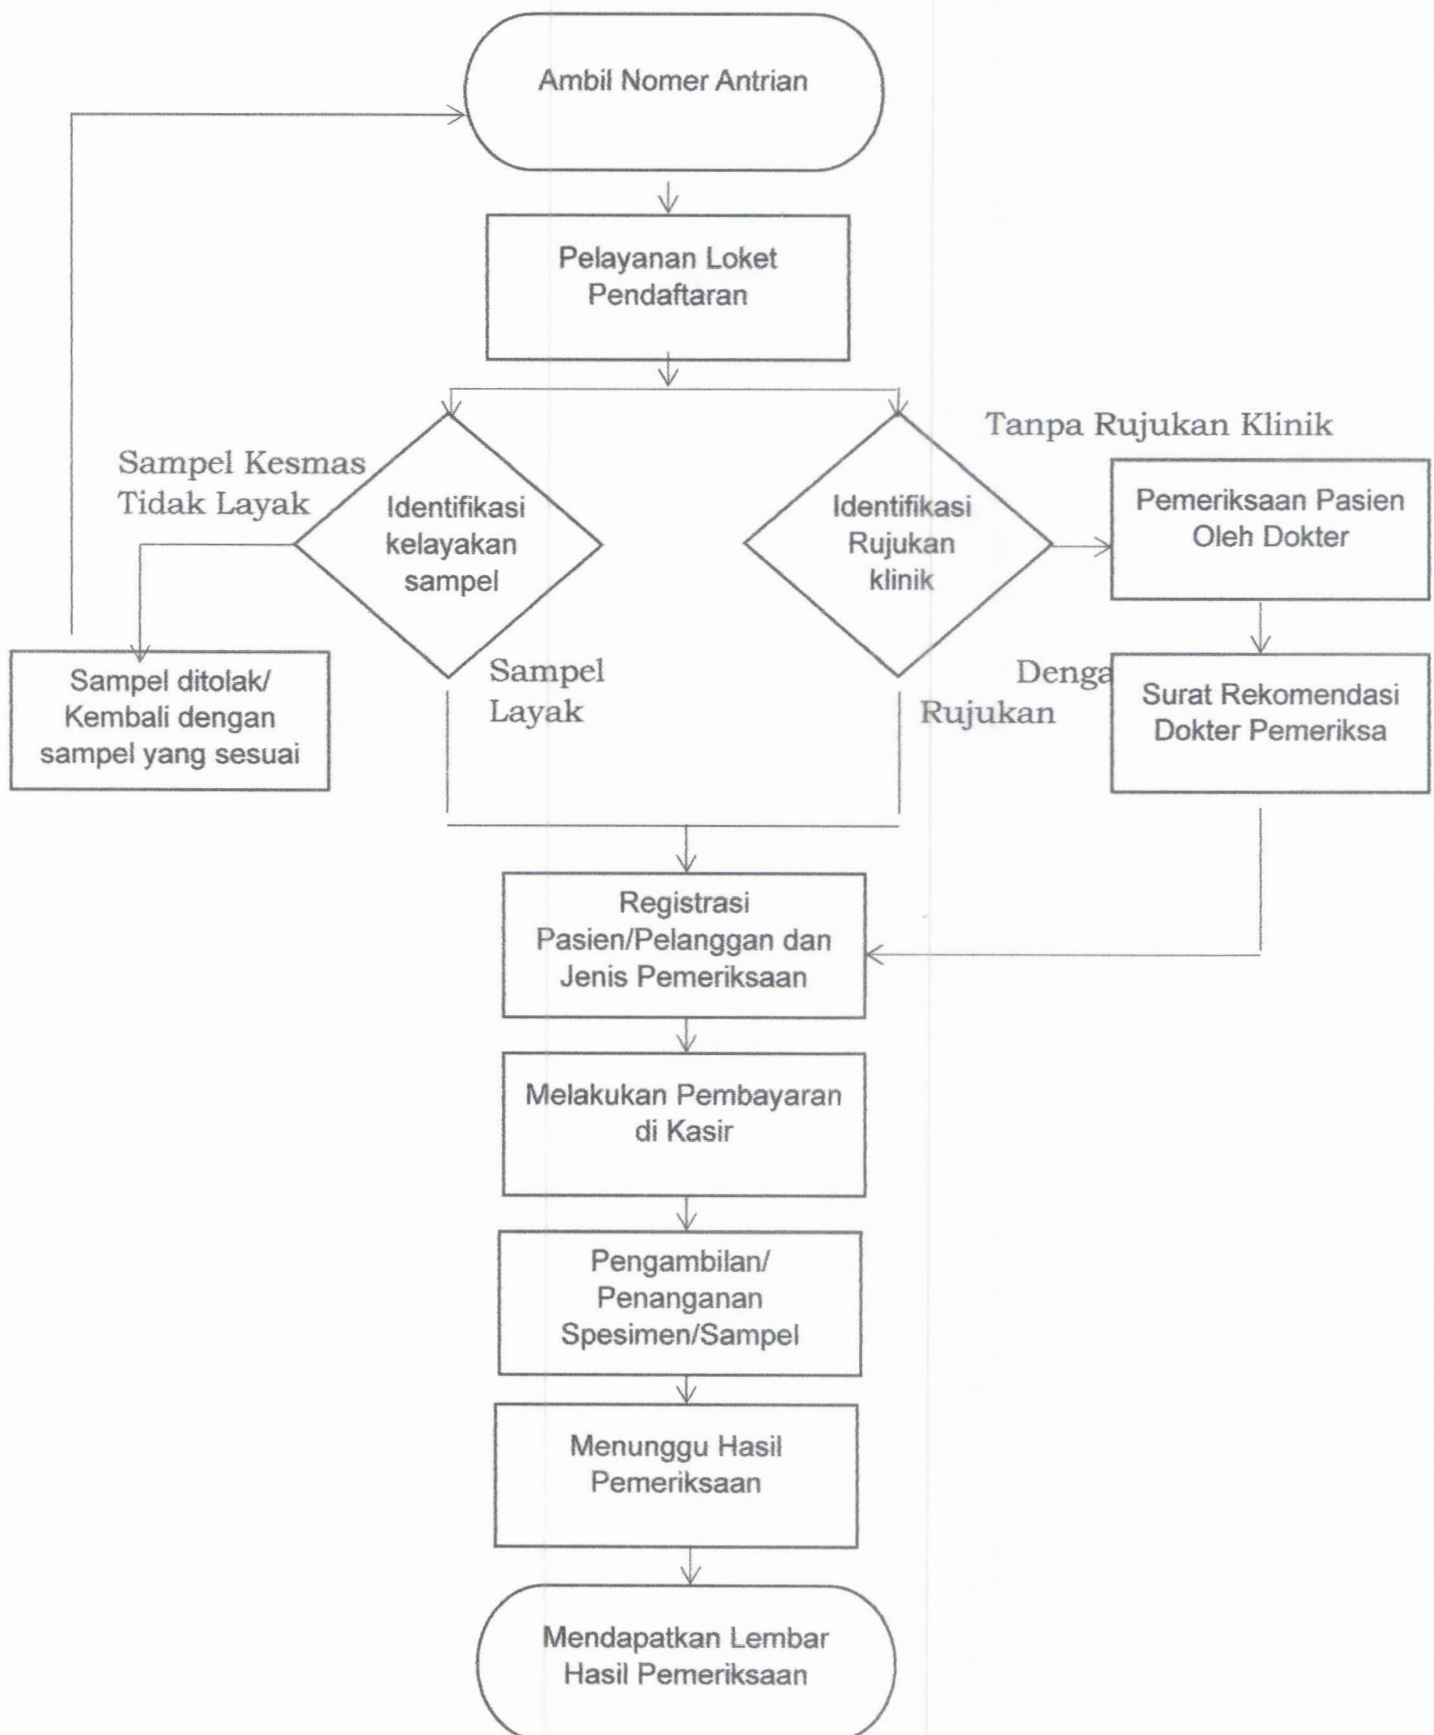 Ambil Nomer Antrian
Pelayanan Loket
Pendaftaran
Sampel Kesmas
Tidak Layak
Identifikasi
kelayakan
sampel
Identifikasi
Rujukan
klinik
Tanpa Rujukan Klinik
Pemeriksaan Pasien
Oleh Dokter
Sampel ditolak/
Kembali dengan
sampel yang sesuai
Sampel
Layak
Denga
Rujukan
Surat Rekomendasi
Dokter Pemeriksa
Registrasi
Pasien/Pelanggan dan
Jenis Pemeriksaan
Melakukan Pembayaran
di Kasir
Pengambilan/
Penanganan
Spesimen/Sampel
Menunggu Hasil
Pemeriksaan
Mendapatkan Lembar
Hasil Pemeriksaan